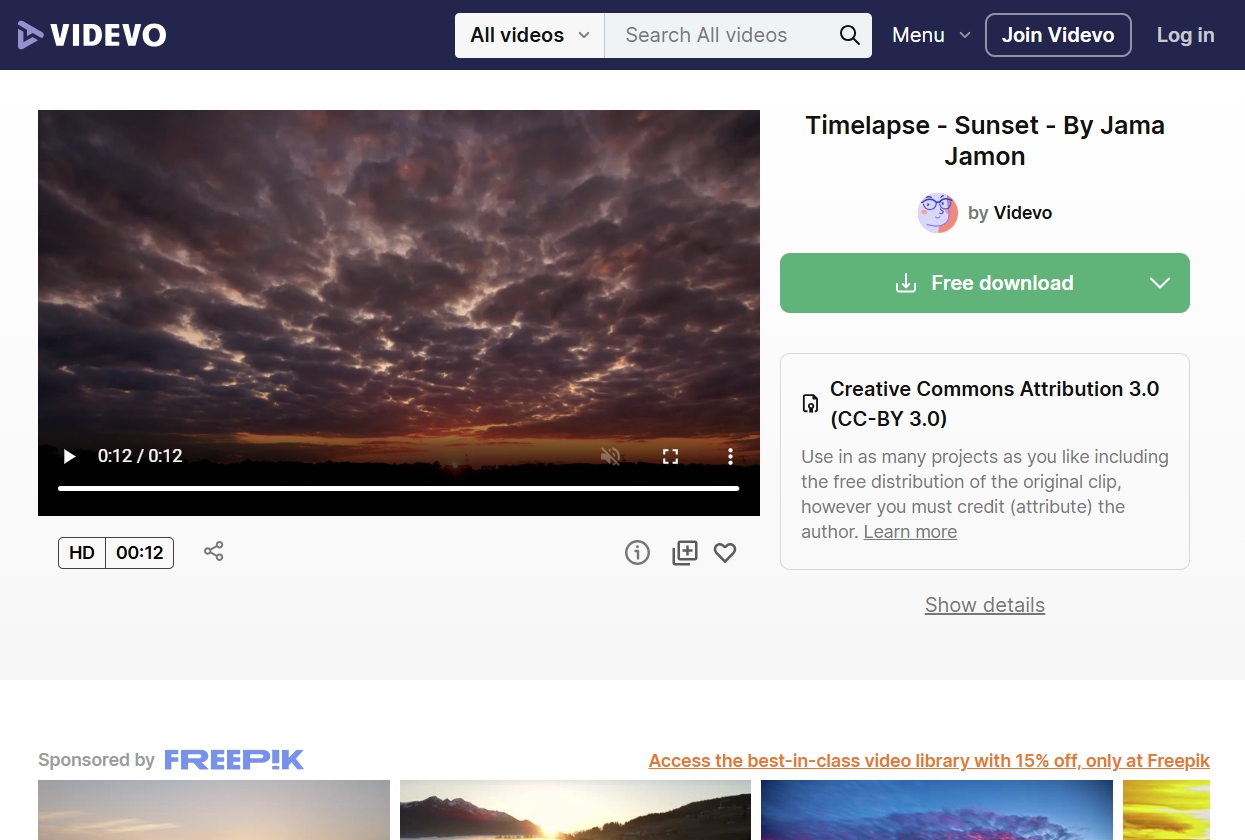 VIDEVO
All videos
Search All videos
Menu
Join Videvo
Log in
Timelapse - Sunset - By Jama
Jamon
by Videvo
Free download
0:12 / 0:12
HD
00:12
Creative Commons Attribution 3.0
(CC-BY 3.0)
Use in as many projects as you like including
the free distribution of the original clip,
however you must credit (attribute) the
author. Learn more
Show details
Sponsored by FREEP!K
Access the best-in-class video library with 15% off, only at Freepik